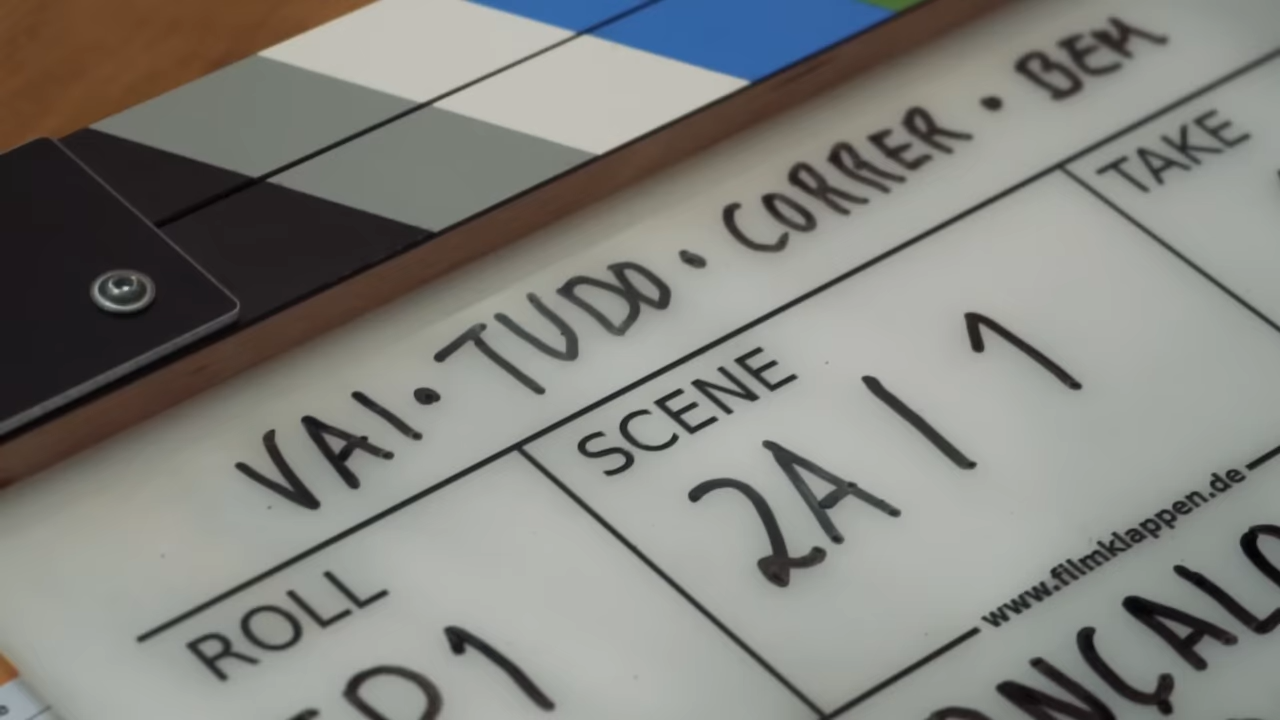 VAI • TUDO • CORRER • BEM
ROLL
SCENE
TAKE
2A | 1
www.filmklappen.de